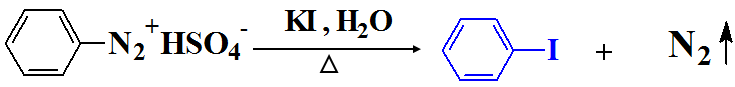 KI , H₂O
N₂⁺HSO₄⁻ △ I + N₂↑